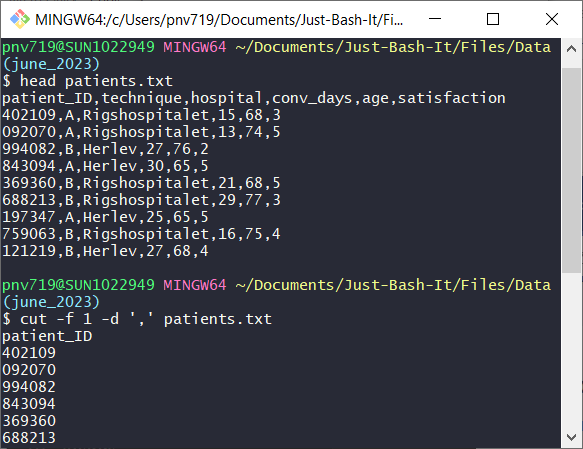 MINGW64:/c/Users/pnv719/Documents/Just-Bash-It/Fi...
pnv719@SUN1022949 MINGW64 ~/Documents/Just-Bash-It/Files/Data
(june_2023)
$ head patients.txt
patient_ID,technique,hospital,conv_days,age,satisfaction
402109,A,Rigshospitalet,15,68,3
092070,A,Rigshospitalet,13,74,5
994082,B,Herlev,27,76,2
843094,A,Herlev,30,65,5
369360,B,Rigshospitalet,21,68,5
688213,B,Rigshospitalet,29,77,3
197347,A,Herlev,25,65,5
759063,B,Rigshospitalet,16,75,4
121219,B,Herlev,27,68,4
pnv719@SUN1022949 MINGW64 ~/Documents/Just-Bash-It/Files/Data
(june_2023)
$ cut -f 1 -d ',' patients.txt
patient_ID
402109
092070
994082
843094
369360
688213